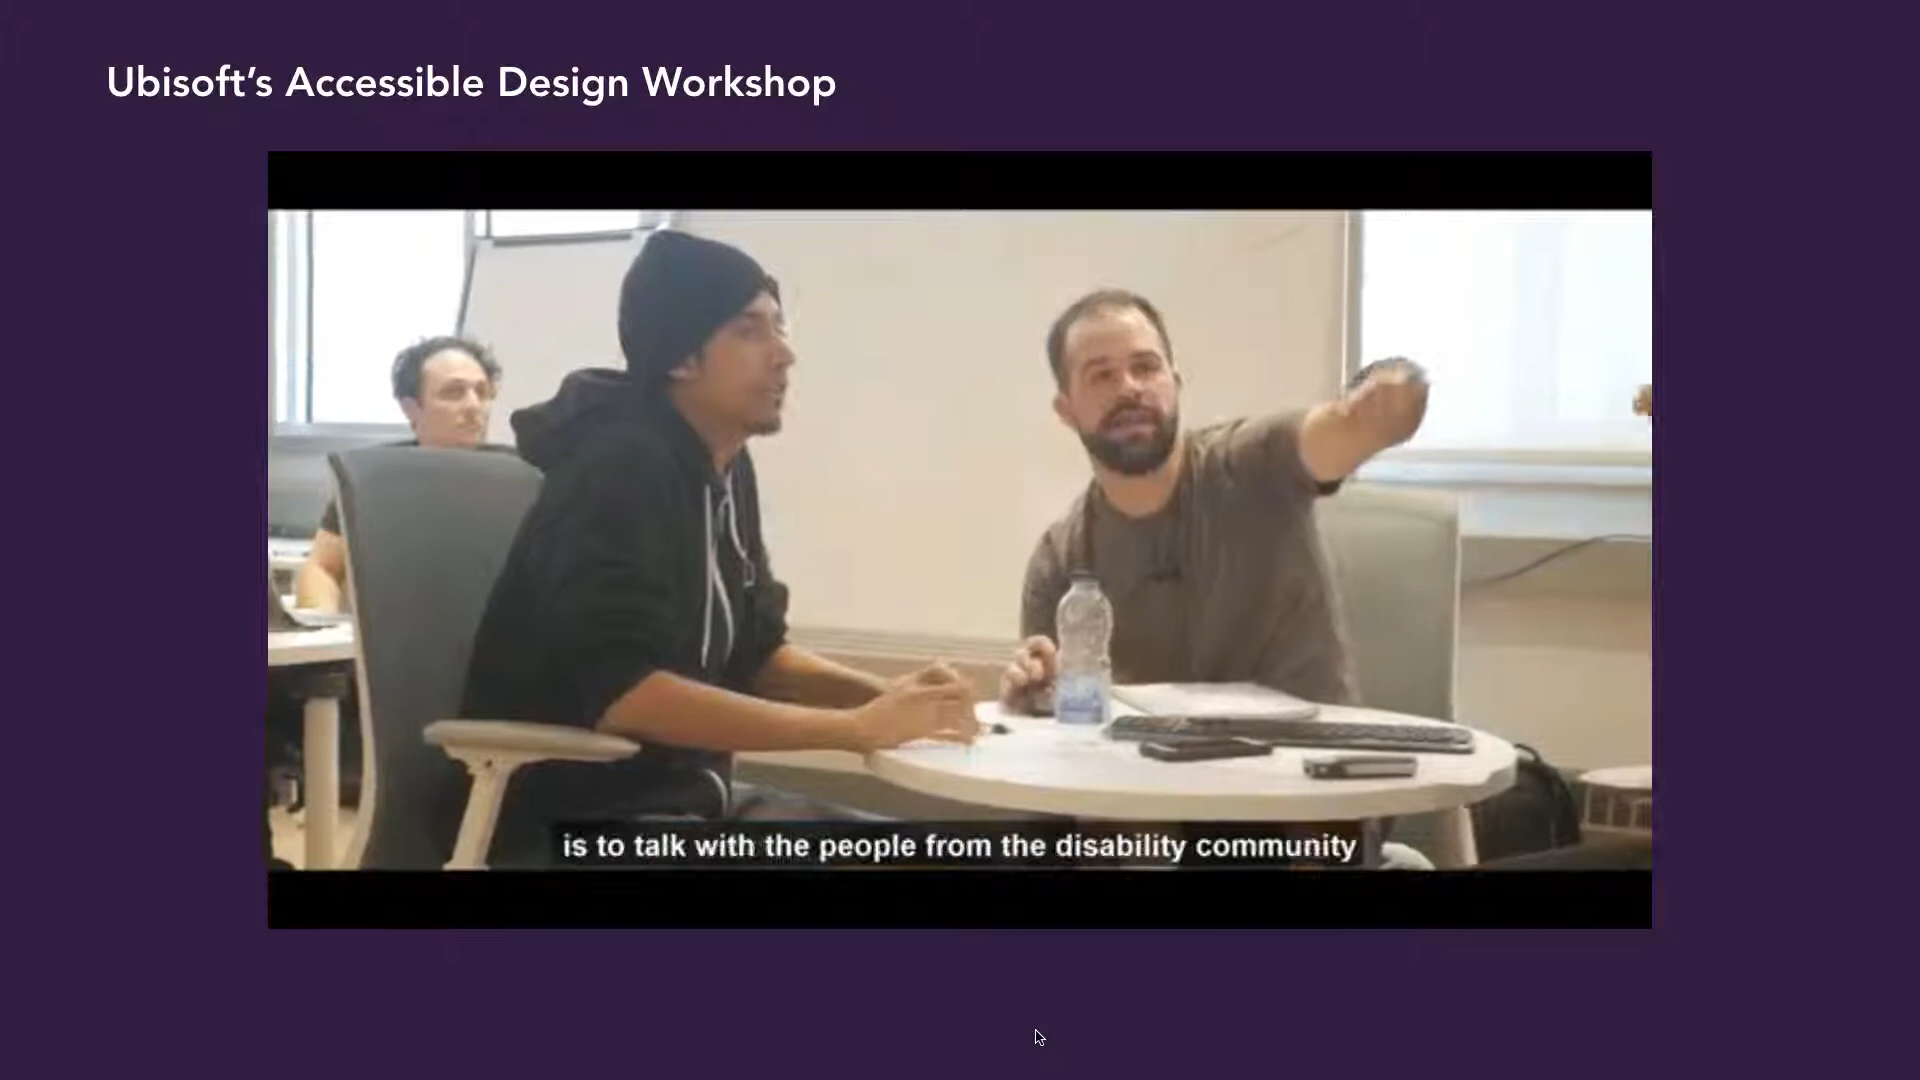 Ubisoft’s Accessible Design Workshop
is to talk with the people from the disability community